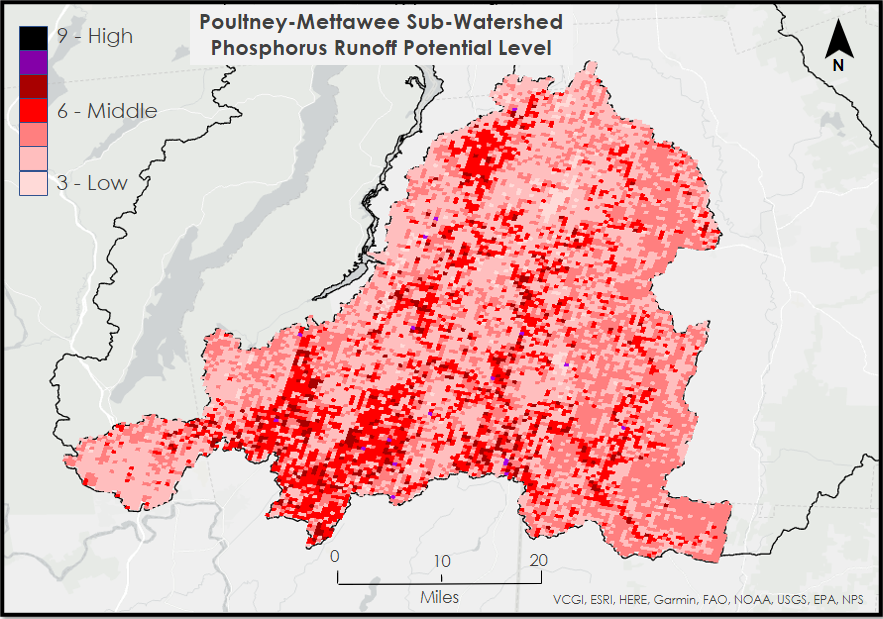 Poultney-Mettawee Sub-Watershed
Phosphorus Runoff Potential Level
9 - High
6 - Middle
3 - Low
N
0 10 20
Miles
VCGI, ESRI, HERE, Garmin, FAO, NOAA, USGS, EPA, NPS